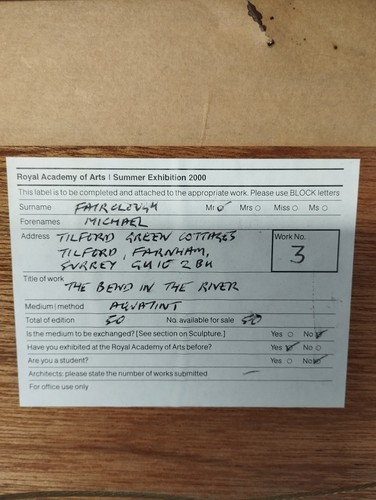 Royal Academy of Arts | Summer Exhibition 2000
This label is to be completed and attached to the appropriate work. Please use BLOCK letters
Surname FAIRCLOUGH Mr Mrs Miss Ms
Forenames MICHAEL
Address TILFORD GREEN COTTAGES
TILFORD, FARNHAM,
SURREY GU10 2BU
Work No.
3
Title of work THE BEND IN THE RIVER
Medium | method AQUATINT
Total of edition 50 No. available for sale 50
Is the medium to be exchanged? [See section on Sculpture.] Yes No
Have you exhibited at the Royal Academy of Arts before? Yes No
Are you a student? Yes No
Architects: please state the number of works submitted —
For office use only